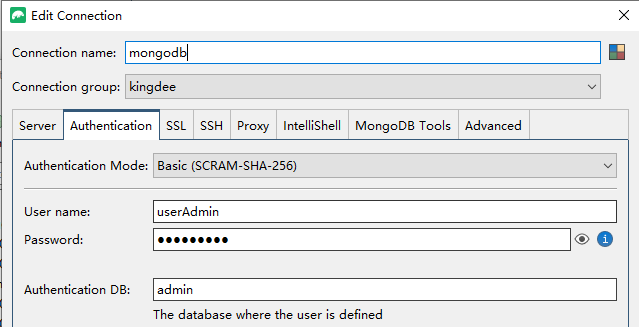 Edit Connection
Connection name: mongodb
Connection group: kingdee
Server Authentication SSL SSH Proxy IntelliShell MongoDB Tools Advanced
Authentication Mode: Basic (SCRAM-SHA-256)
User name: userAdmin
Password: ●●●●●●●●●
Authentication DB: admin
The database where the user is defined